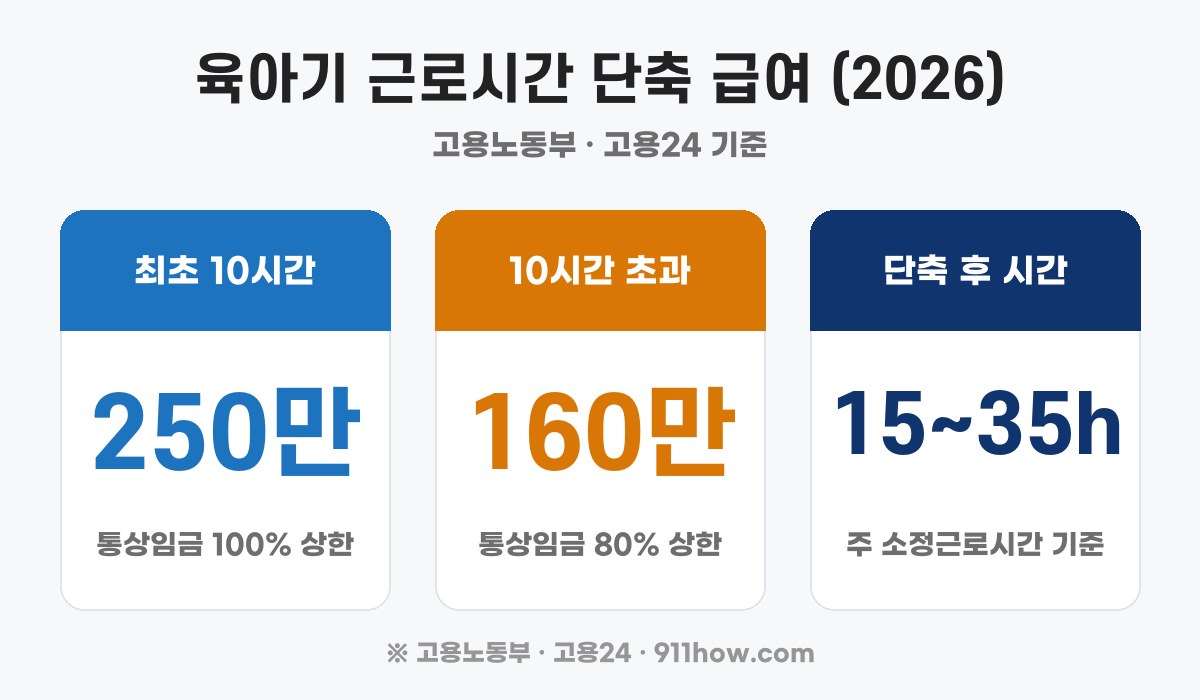 육아기 근로시간 단축 급여 (2026)
고용노동부 · 고용24 기준
최초 10시간
250만
통상임금 100% 상한
10시간 초과
160만
통상임금 80% 상한
단축 후 시간
15~35h
주 소정근로시간 기준
※ 고용노동부 · 고용24 · 911how.com